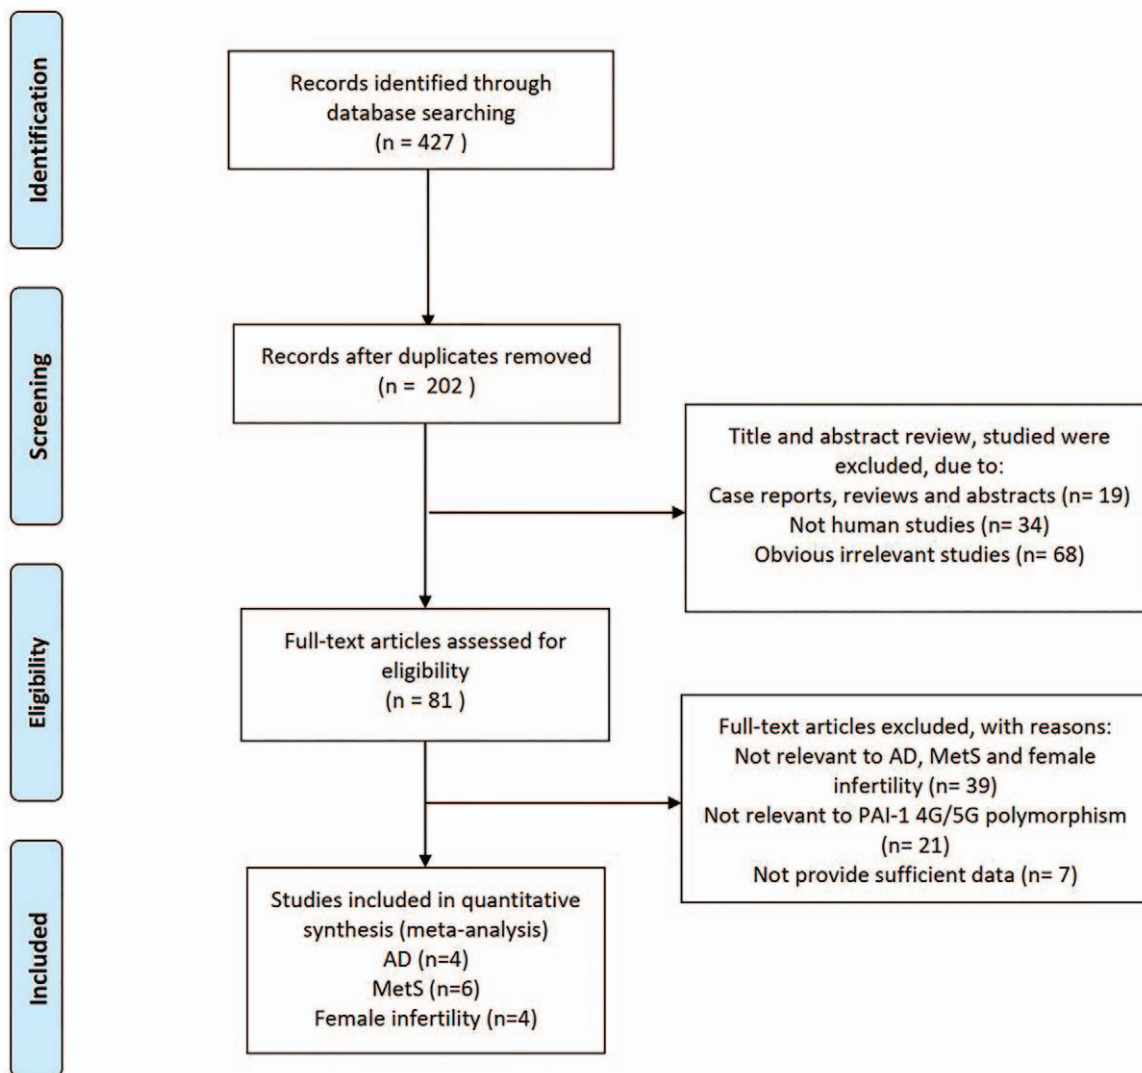 Identification
Records identified through
database searching
(n = 427 )
Screening
Records after duplicates removed
(n =  202 )
Title and abstract review, studied were
excluded, due to:
Case reports, reviews and abstracts (n= 19)
Not human studies (n= 34)
Obvious irrelevant studies (n= 68)
Eligibility
Full-text articles assessed for
eligibility
(n = 81 )
Full-text articles excluded, with reasons:
Not relevant to AD, MetS and female
infertility (n= 39)
Not relevant to PAI-1 4G/5G polymorphism
(n= 21)
Not provide sufficient data (n= 7)
Included
Studies included in quantitative
synthesis (meta-analysis)
AD (n=4)
MetS (n=6)
Female infertility (n=4)